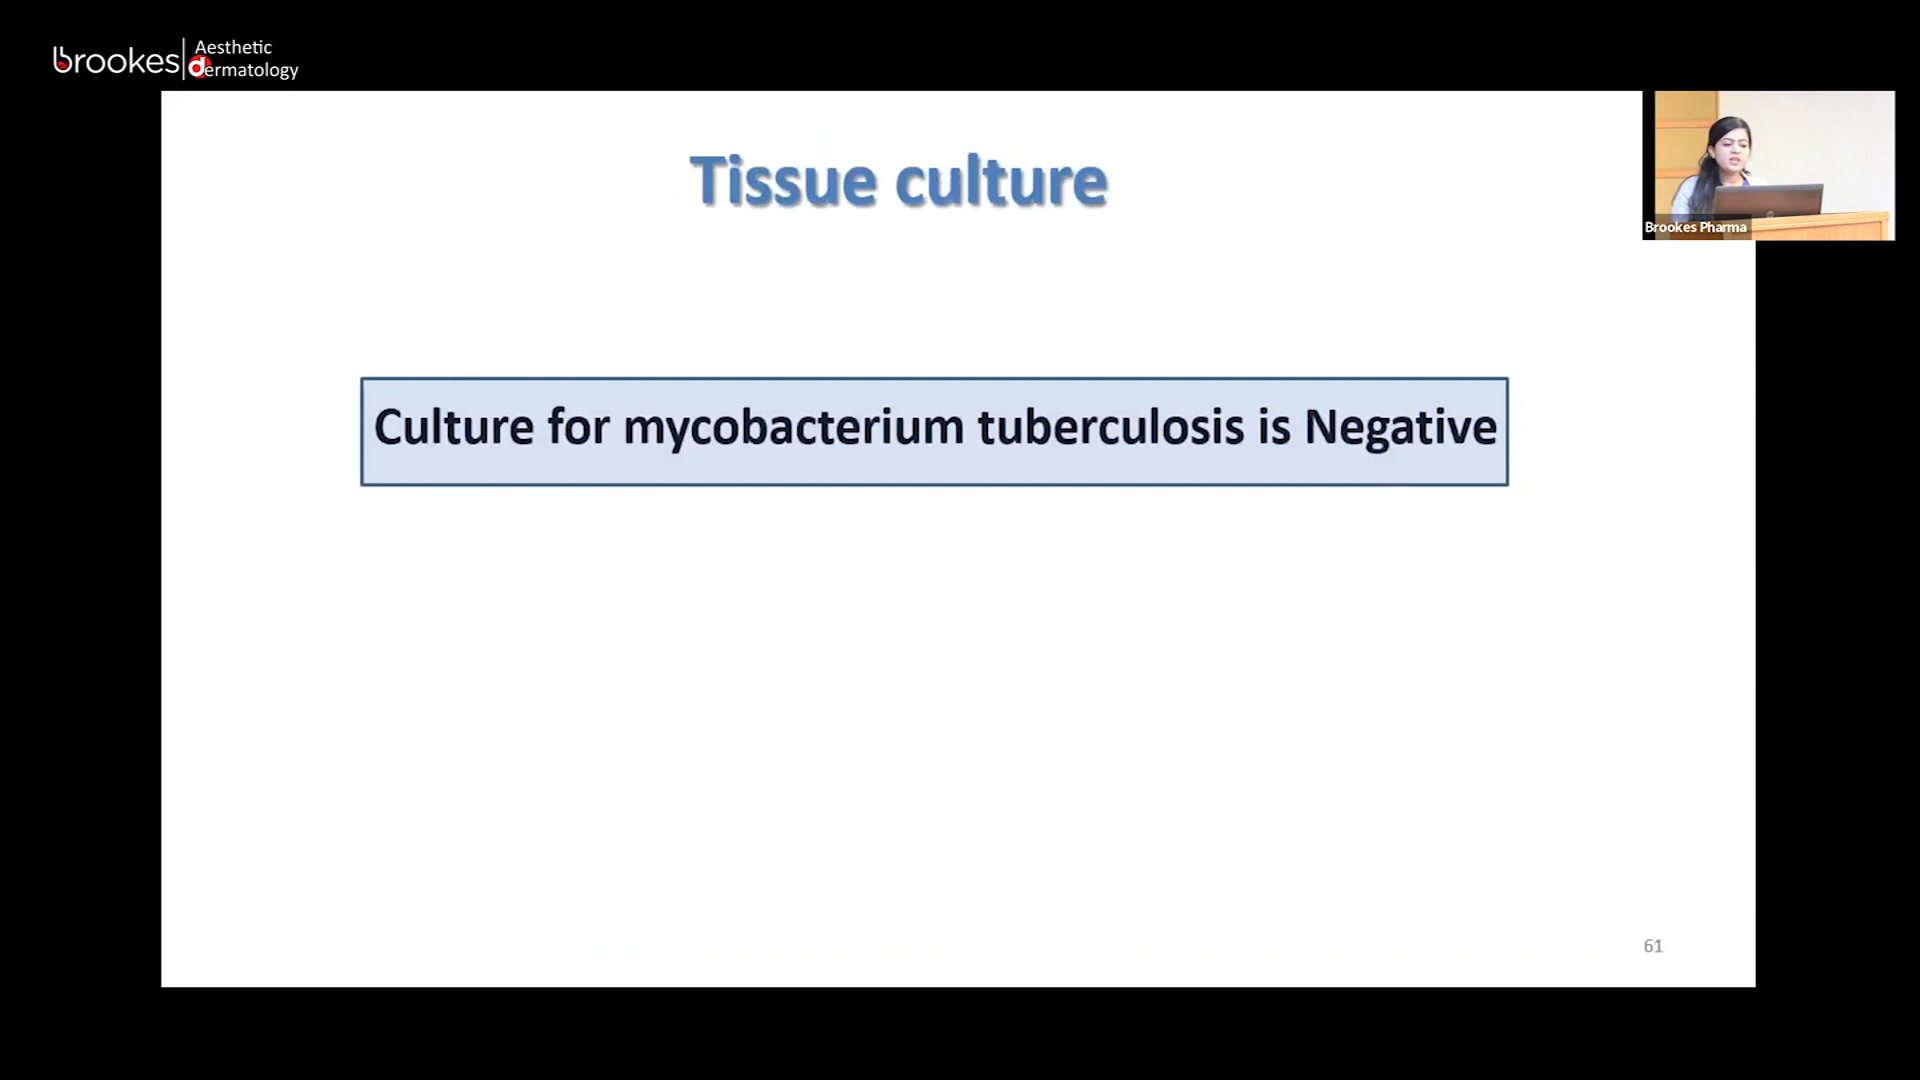 brookes
Aesthetic
dermatology
Tissue culture
Brookes Pharma
Culture for mycobacterium tuberculosis is Negative
61